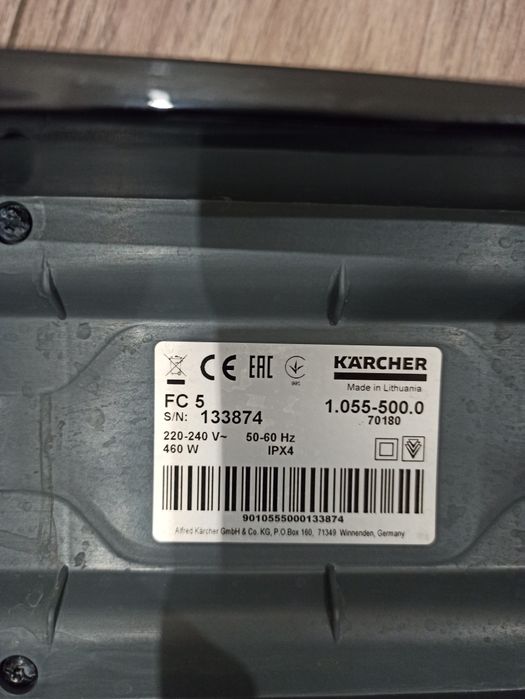 CE EAC
KÄRCHER
Made in Lithuania
FC 5
1.055-500.0
S/N: 133874
70180
220-240 V~ 50-60 Hz
460 W IPX4
9010555000133874
Alfred Kärcher GmbH & Co. KG, P.O.Box 160, 71349 Winnenden, Germany